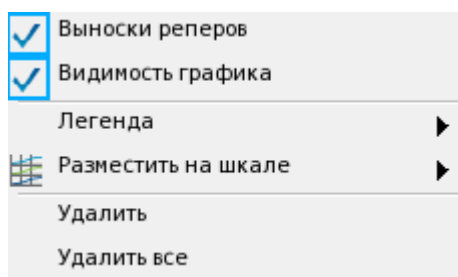 Выноски реперов
Видимость графика
Легенда
Разместить на шкале
Удалить
Удалить все